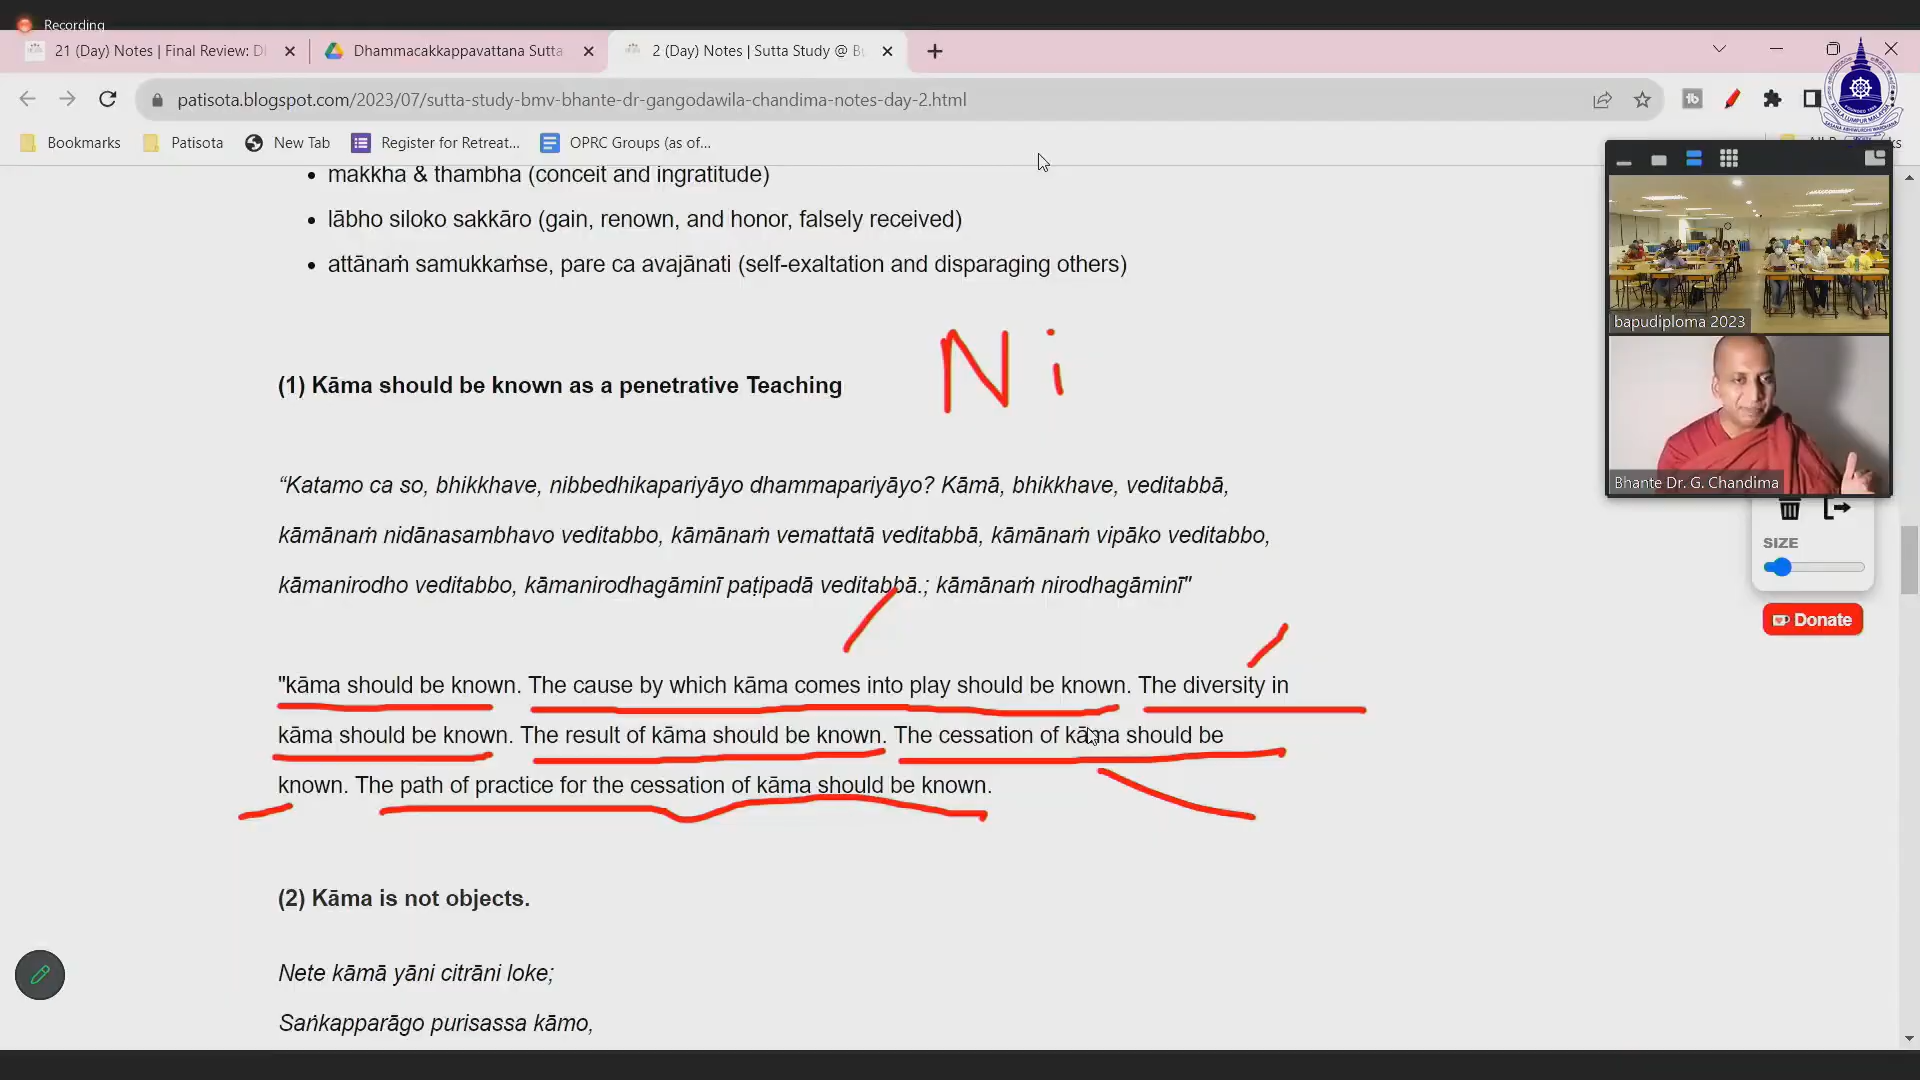 Recording
21 (Day) Notes | Final Review: D
Dhammacakkappavattana Sutta
2 (Day) Notes | Sutta Study @ B
patisota.blogspot.com/2023/07/sutta-study-bmv-bhante-dr-gangodawila-chandima-notes-day-2.html
Bookmarks
Patisota
New Tab
Register for Retreat...
OPRC Groups (as of...
• makkha & thambha (conceit and ingratitude)
• lābho siloko sakkāro (gain, renown, and honor, falsely received)
• attānaṁ samukkaṁse, pare ca avajānati (self-exaltation and disparaging others)
bapudiploma 2023
N i
(1) Kāma should be known as a penetrative Teaching
Bhante Dr. G. Chandima
“Katamo ca so, bhikkhave, nibbedhikapariyāyo dhammapariyāyo? Kāmā, bhikkhave, veditabbā,
kāmānaṁ nidānasambhavo veditabbo, kāmānaṁ vemattatā veditabbā, kāmānaṁ vipāko veditabbo,
kāmanirodho veditabbo, kāmanirodhagāminī paṭipadā veditabbā.; kāmānaṁ nirodhagāminī"
SIZE
Donate
"kāma should be known. The cause by which kāma comes into play should be known. The diversity in
kāma should be known. The result of kāma should be known. The cessation of kāma should be
known. The path of practice for the cessation of kāma should be known.
(2) Kāma is not objects.
Nete kāmā yāni citrāni loke;
Saṅkapparāgo purisassa kāmo,